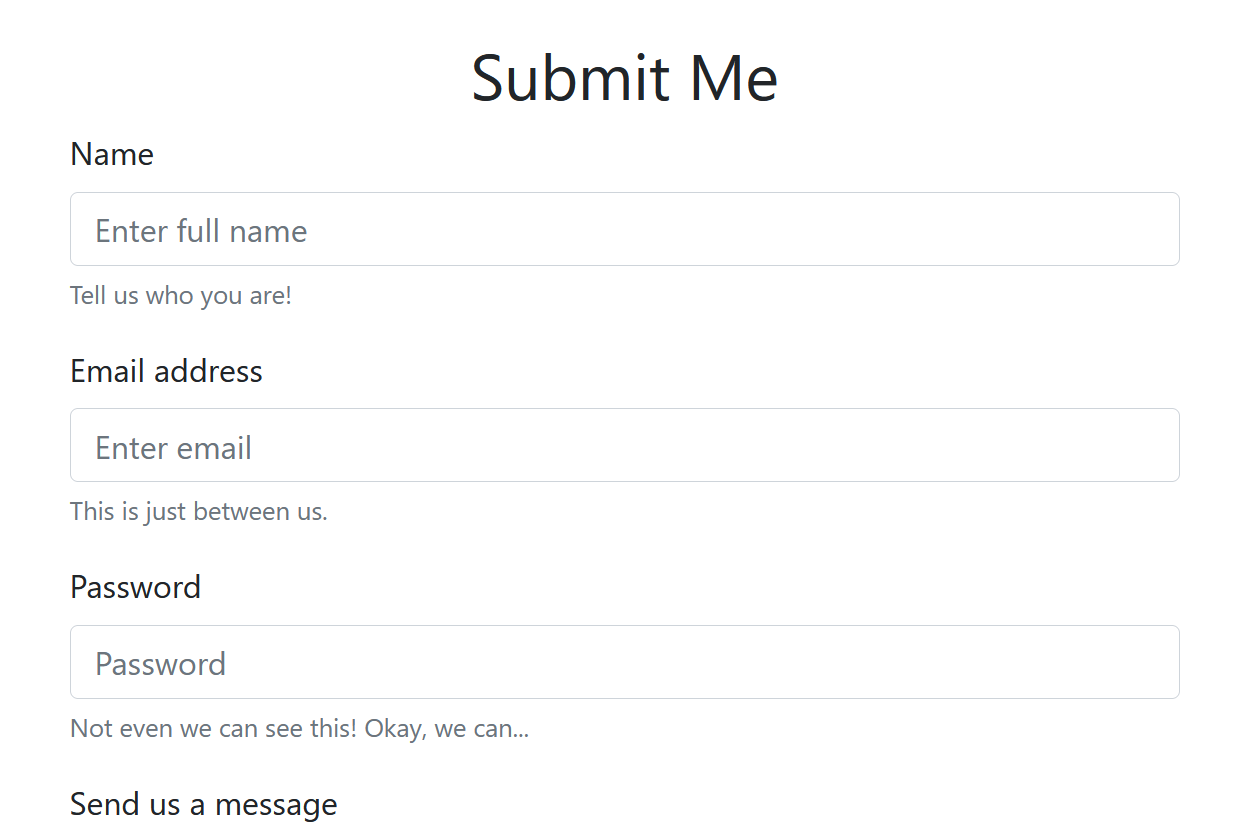 Submit Me
Name
Enter full name
Tell us who you are!
Email address
Enter email
This is just between us.
Password
Password
Not even we can see this! Okay, we can...
Send us a message